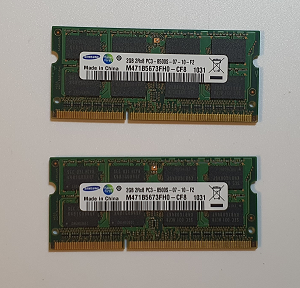 SAMSUNG
2GB 2Rx8 PC3-8500S-07-10-F2
Made in China
M471B5673FH0-CF8 1031
SAMSUNG
2GB 2Rx8 PC3-8500S-07-10-F2
Made in China
M471B5673FH0-CF8 1031